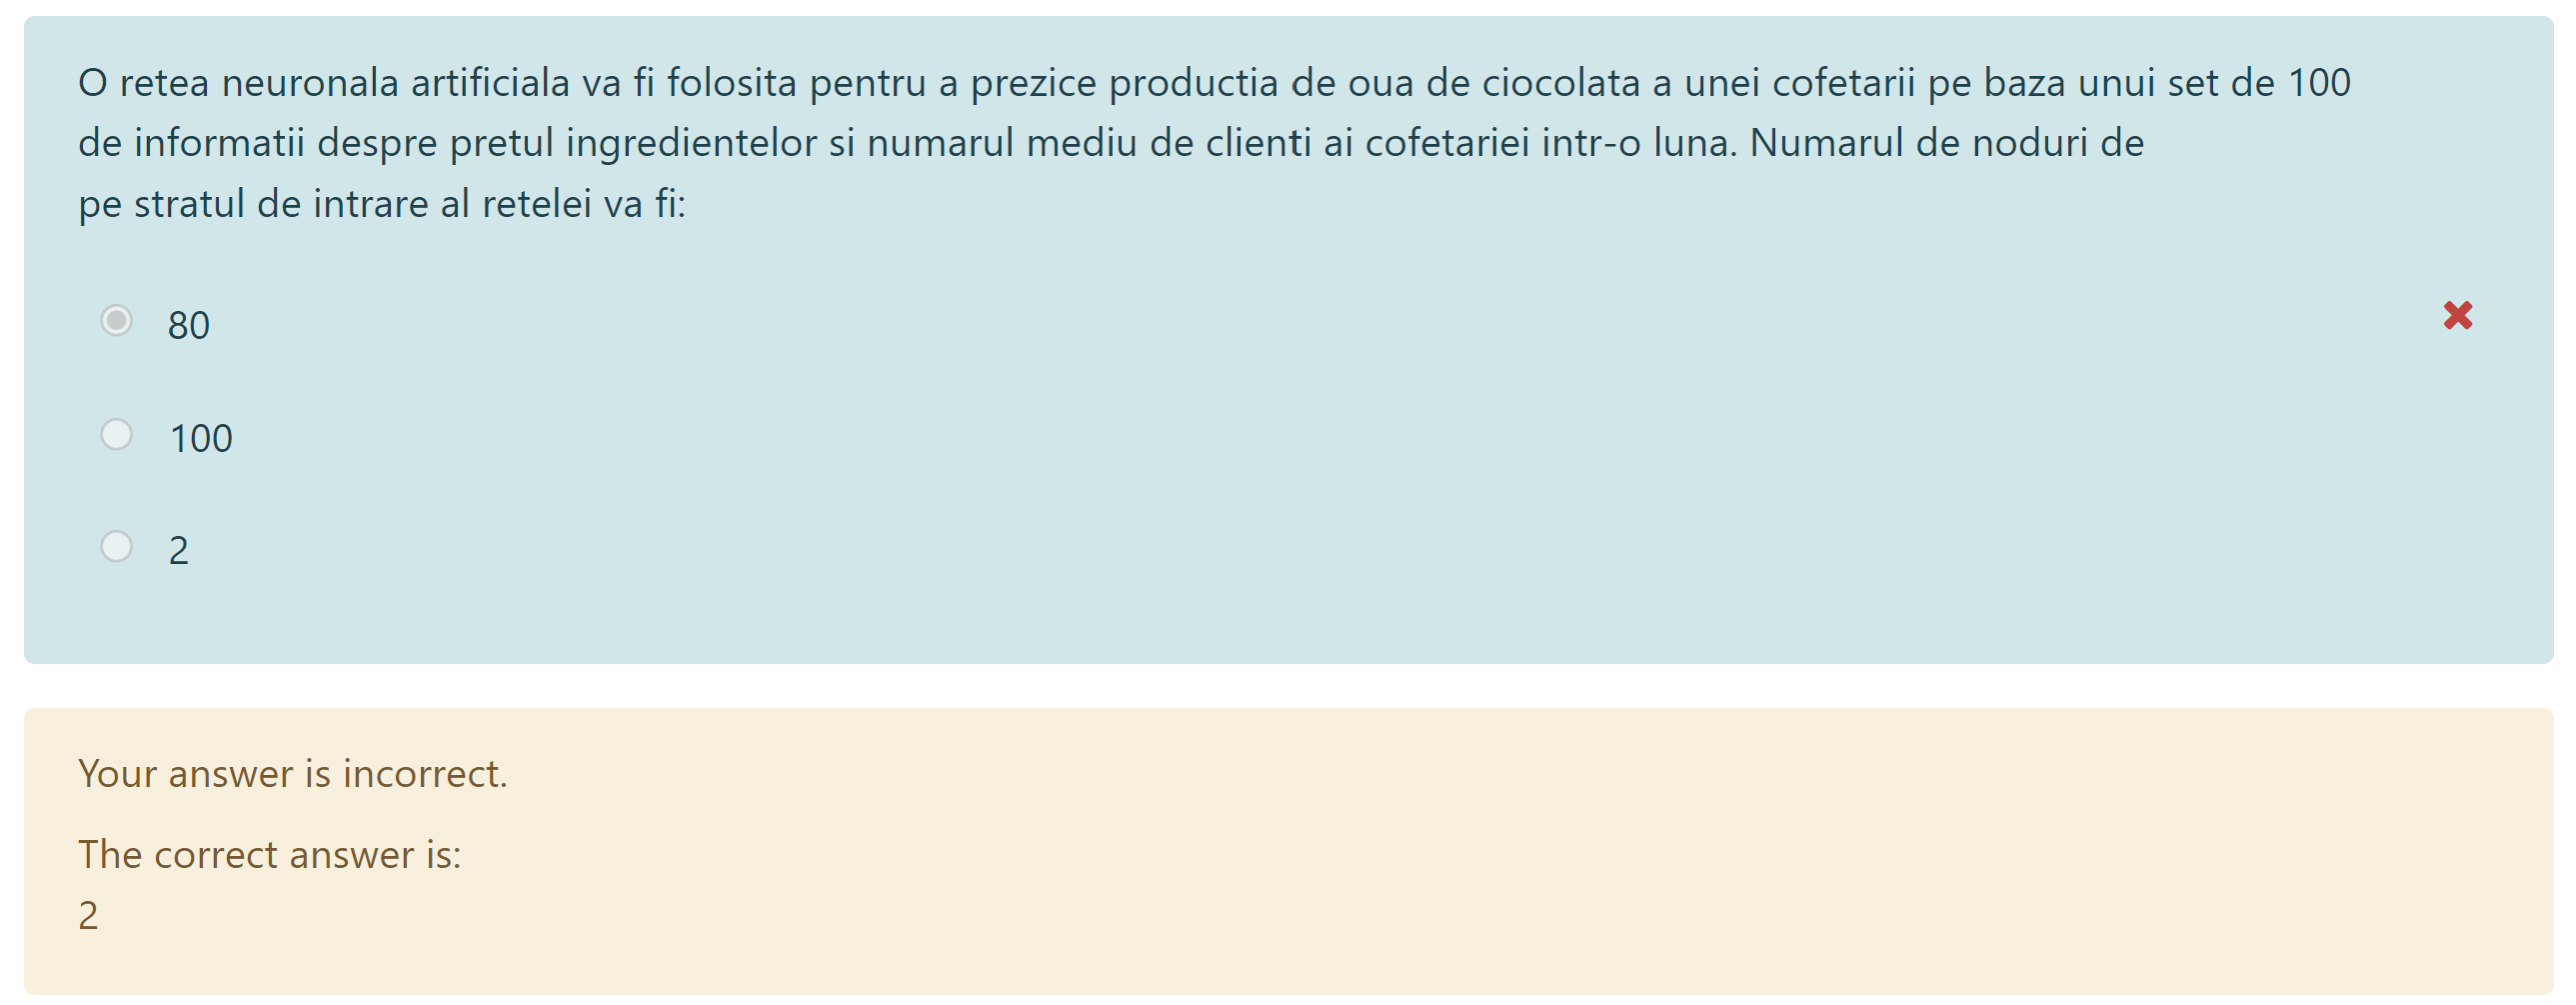 O retea neuronala artificiala va fi folosita pentru a prezice productia de oua de ciocolata a unei cofetarii pe baza unui set de 100
de informatii despre pretul ingredientelor si numarul mediu de clienti ai cofetariei intr-o luna. Numarul de noduri de
pe stratul de intrare al retelei va fi:
80
100
2
Your answer is incorrect.
The correct answer is:
2